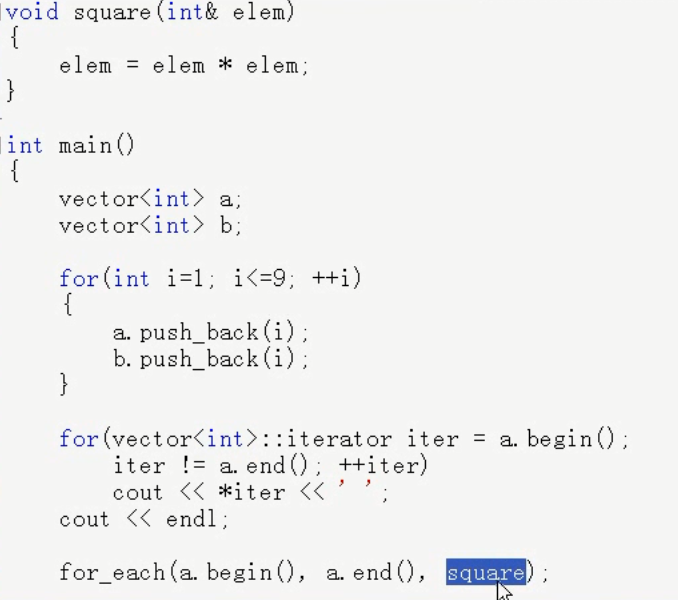 void square(int& elem)
{
    elem = elem * elem;
}
int main()
{
    vector<int> a;
    vector<int> b;
    for(int i=1; i<=9; ++i)
    {
        a.push_back(i);
        b.push_back(i);
    }
    for(vector<int>::iterator iter = a.begin();
        iter != a.end(); ++iter)
        cout << *iter << ' ';
    cout << endl;
    for_each(a.begin(), a.end(), square);